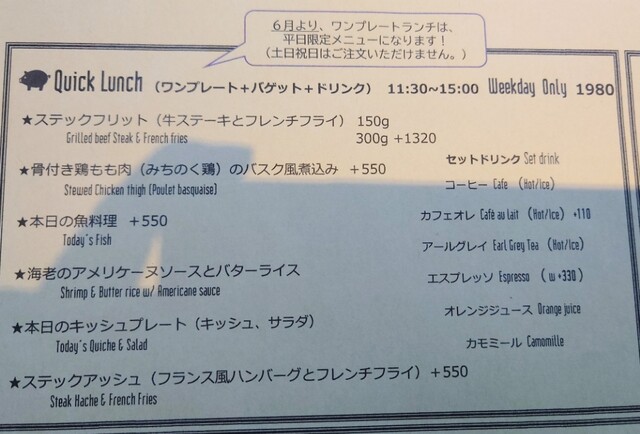 6月より、ワンプレートランチは、
平日限定メニューになります！
（土日祝日はご注文いただけません。）
Quick Lunch （ワンプレート＋バゲット＋ドリンク） 11:30~15:00 Weekday Only 1980
★ステックフリット（牛ステーキとフレンチフライ） 150g
Grilled beef Steak & French fries 300g +1320
★骨付き鶏もも肉（みちのく鶏）のバスク風煮込み +550
Stewed Chicken thigh (Poulet basquaise)
★本日の魚料理 +550
Today's Fish
★海老のアメリケーヌソースとバターライス
Shrimp & Butter rice w/ Americane sauce
★本日のキッシュプレート（キッシュ、サラダ）
Today's Quiche & Salad
★ステックアッシュ（フランス風ハンバーグとフレンチフライ）+550
Steak Hache & French Fries
セットドリンク Set drink
コーヒー Cafe （Hot/Ice）
カフェオレ Cafè au lait （Hot/Ice） +110
アールグレイ Earl Grey Tea （Hot/Ice）
エスプレッソ Espresso （ w +330 ）
オレンジジュース Orange juice
カモミール Camomille